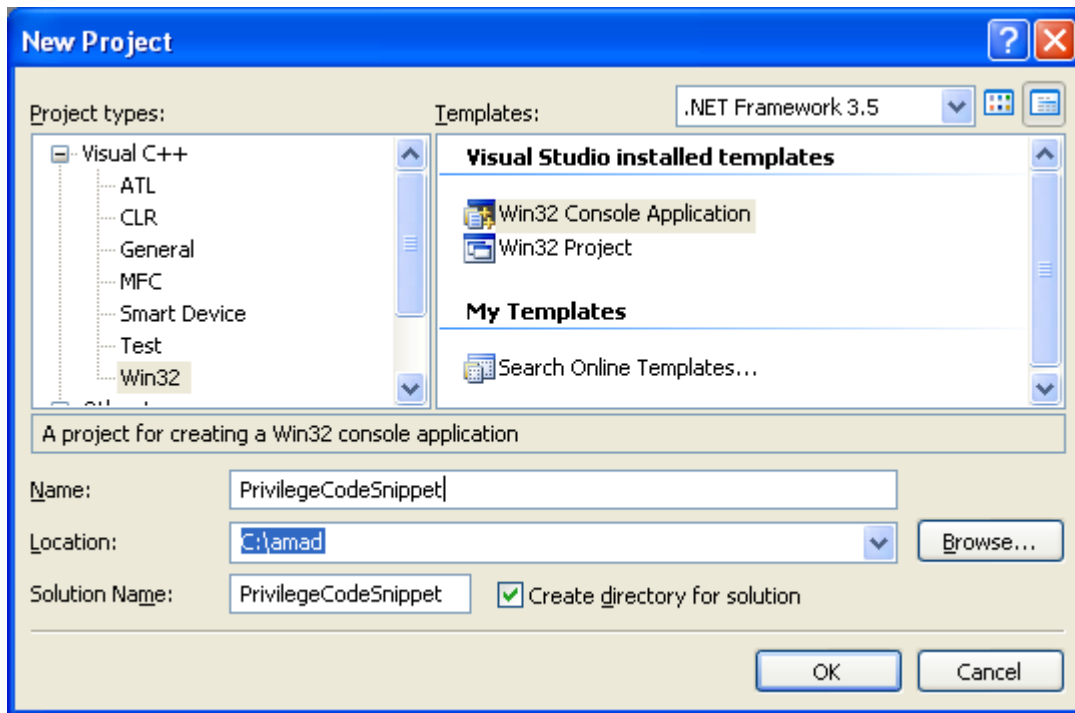 New Project
Project types:
Templates:
.NET Framework 3.5
Visual C++
ATL
CLR
General
MFC
Smart Device
Test
Win32
Visual Studio installed templates
Win32 Console Application
Win32 Project
My Templates
Search Online Templates...
A project for creating a Win32 console application
Name:
PrivilegeCodeSnippet
Location:
C:\amad
Browse...
Solution Name:
PrivilegeCodeSnippet
Create directory for solution
OK
Cancel